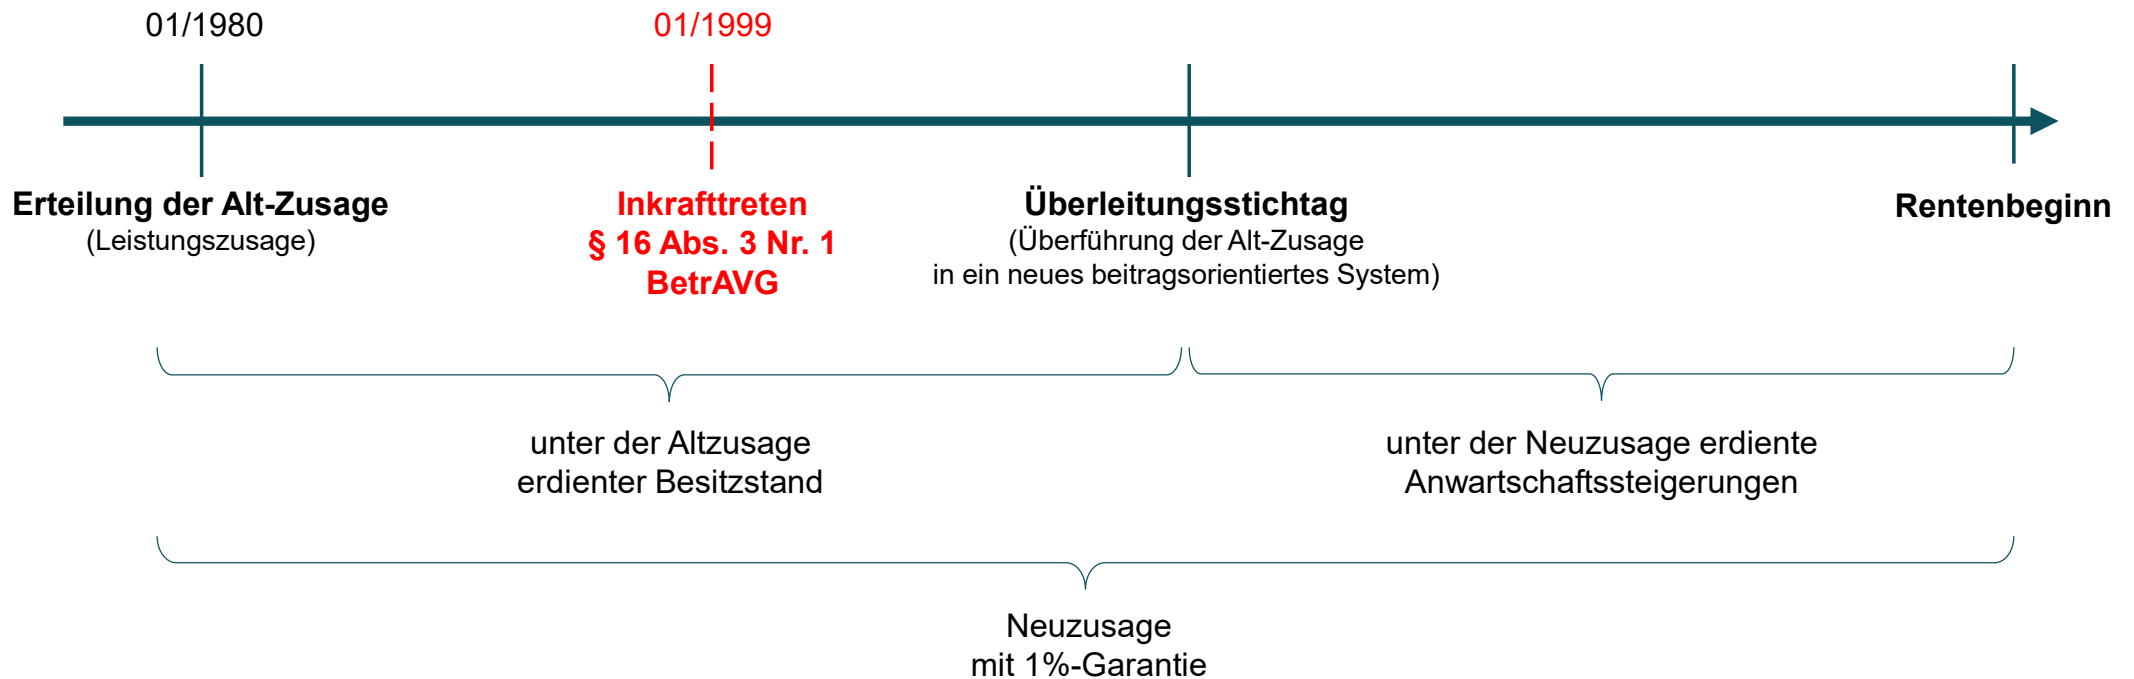 01/1980
01/1999
Erteilung der Alt-Zusage
(Leistungszusage)
Inkrafttreten
§ 16 Abs. 3 Nr. 1
BetrAVG
Überleitungsstichtag
(Überführung der Alt-Zusage
in ein neues beitragsorientiertes System)
Rentenbeginn
unter der Altzusage
erdienter Besitzstand
unter der Neuzusage erdiente
Anwartschaftssteigerungen
Neuzusage
mit 1%-Garantie